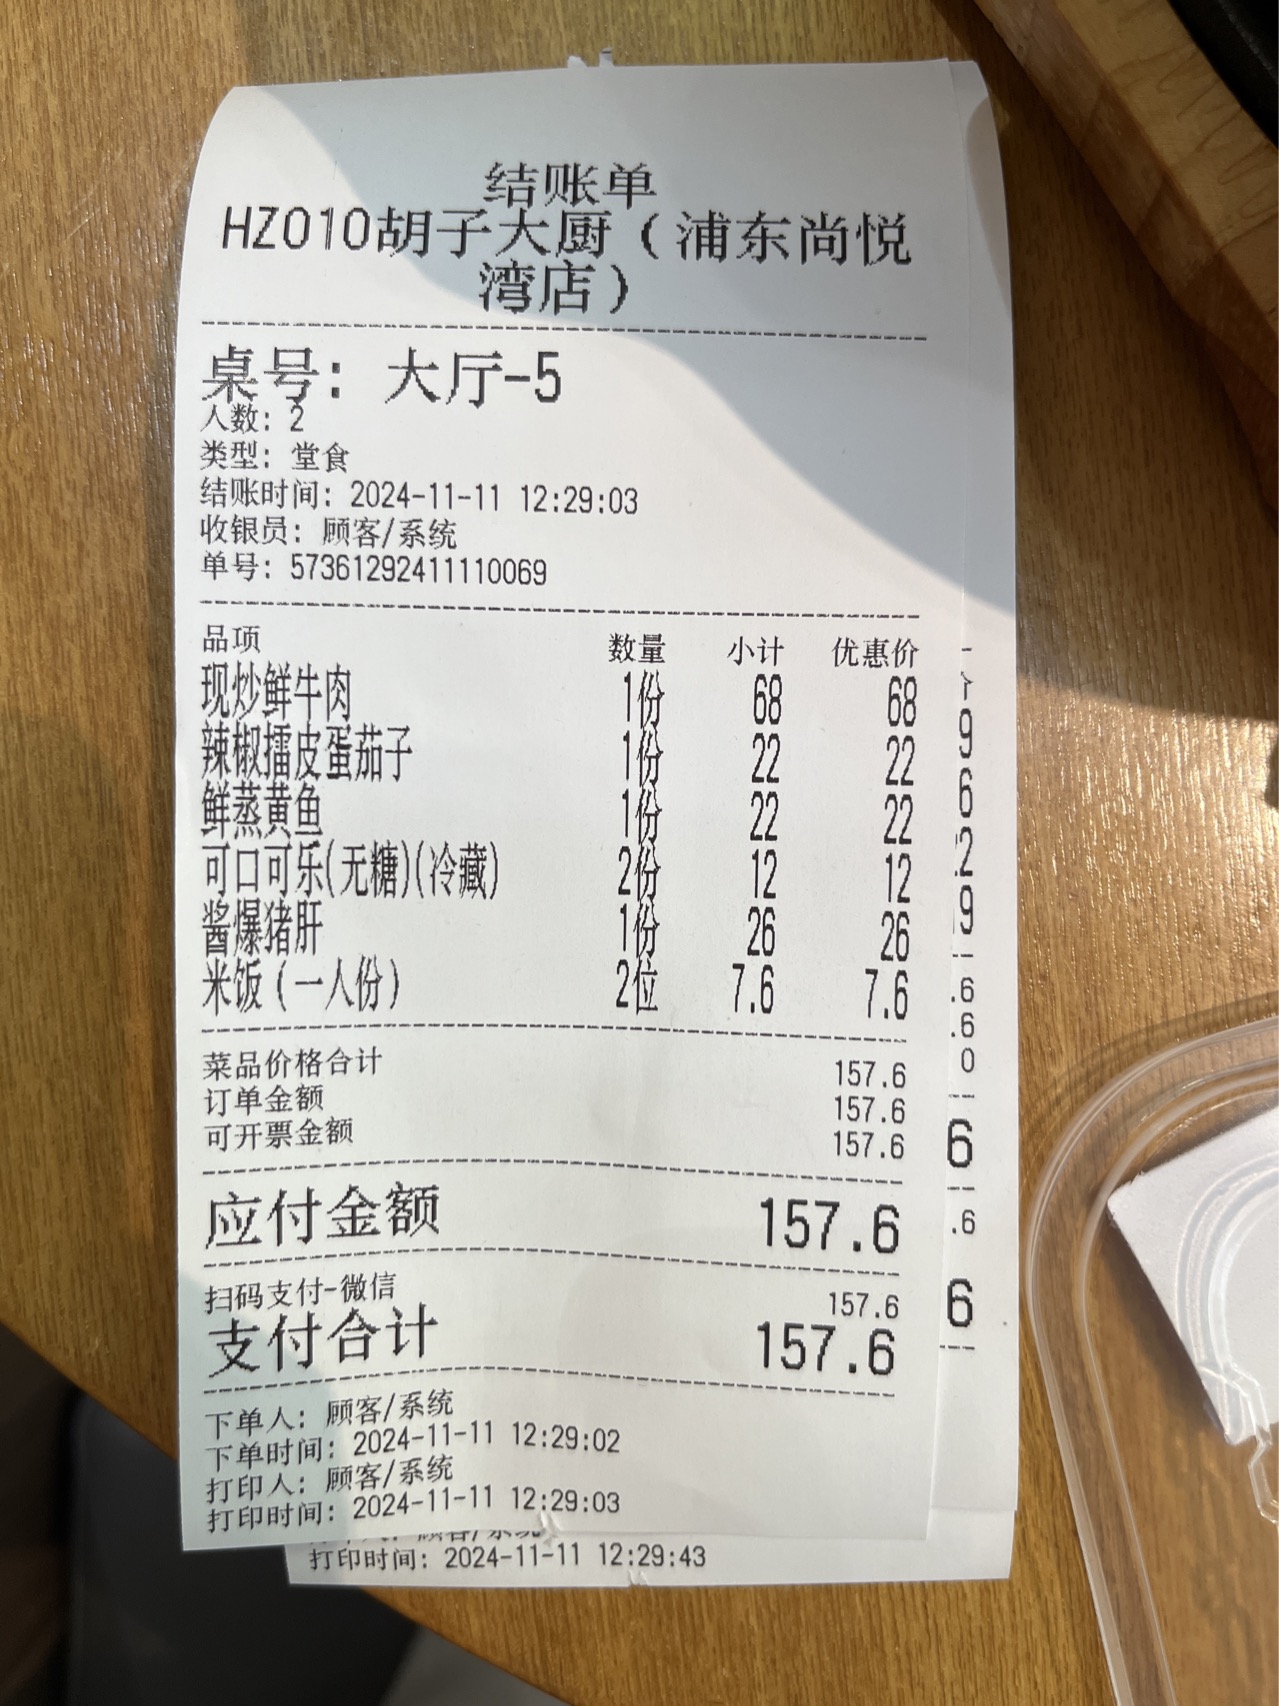 结账单
HZ010胡子大厨（浦东尚悦
湾店）
桌号：大厅-5
人数：2
类型：堂食
结账时间：2024-11-11 12:29:03
收银员：顾客/系统
单号：57361292411110069
品项 数量 小计 优惠价
现炒鲜牛肉 1份 68 68
辣椒擂皮蛋茄子 1份 22 22
鲜蒸黄鱼 1份 22 22
可口可乐(无糖)(冷藏) 2份 12 12
酱爆猪肝 1份 26 26
米饭（一人份） 2位 7.6 7.6
菜品价格合计 157.6
订单金额 157.6
可开票金额 157.6
应付金额 157.6
扫码支付-微信 157.6
支付合计 157.6
下单人：顾客/系统
下单时间：2024-11-11 12:29:02
打印人：顾客/系统
打印时间：2024-11-11 12:29:03
打印时间：2024-11-11 12:29:43
9
6
2
9
.6
.6
0
6
.6
6